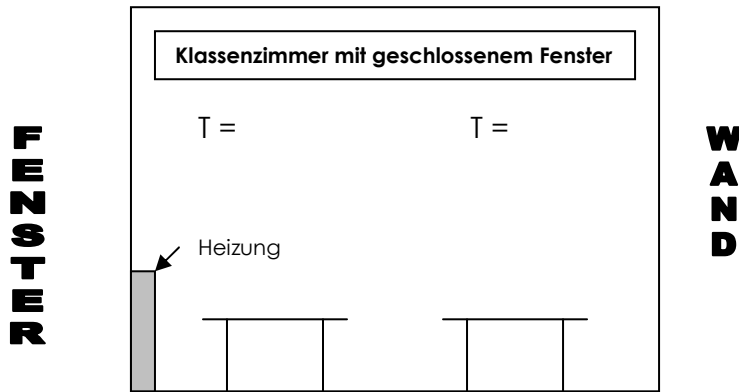 Klassenzimmer mit geschlossenem Fenster
T =
T =
FENSTER
WAND
Heizung